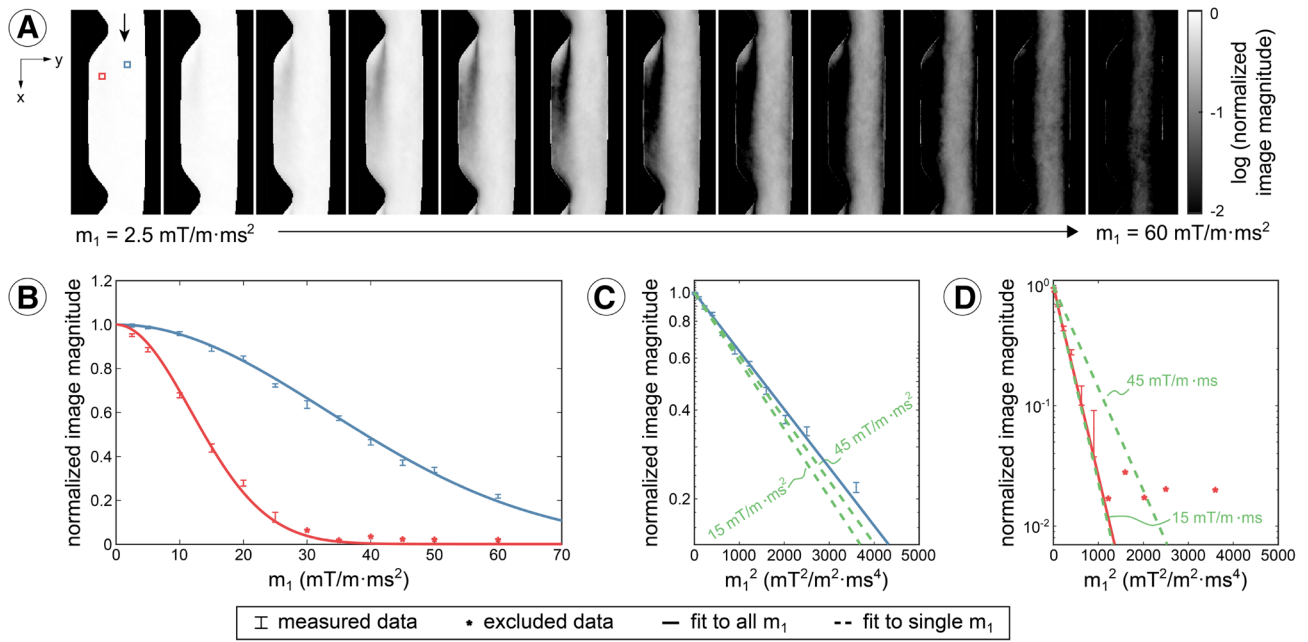 A
y
x
0
-1
-2
log (normalized
image magnitude)
m₁ = 2.5 mT/m·ms²
m₁ = 60 mT/m·ms²
B
normalized image magnitude
1.2
1.0
0.8
0.6
0.4
0.2
0
0 10 20 30 40 50 60 70
m₁ (mT/m·ms²)
C
normalized image magnitude
1.0
0.8
0.6
0.4
0.2
15 mT/m·ms²
45 mT/m·ms²
0 1000 2000 3000 4000 5000
m₁² (mT²/m²·ms⁴)
D
normalized image magnitude
10⁰
10⁻¹
10⁻²
45 mT/m·ms
15 mT/m·ms
0 1000 2000 3000 4000 5000
m₁² (mT²/m²·ms⁴)
measured data * excluded data fit to all m₁ fit to single m₁